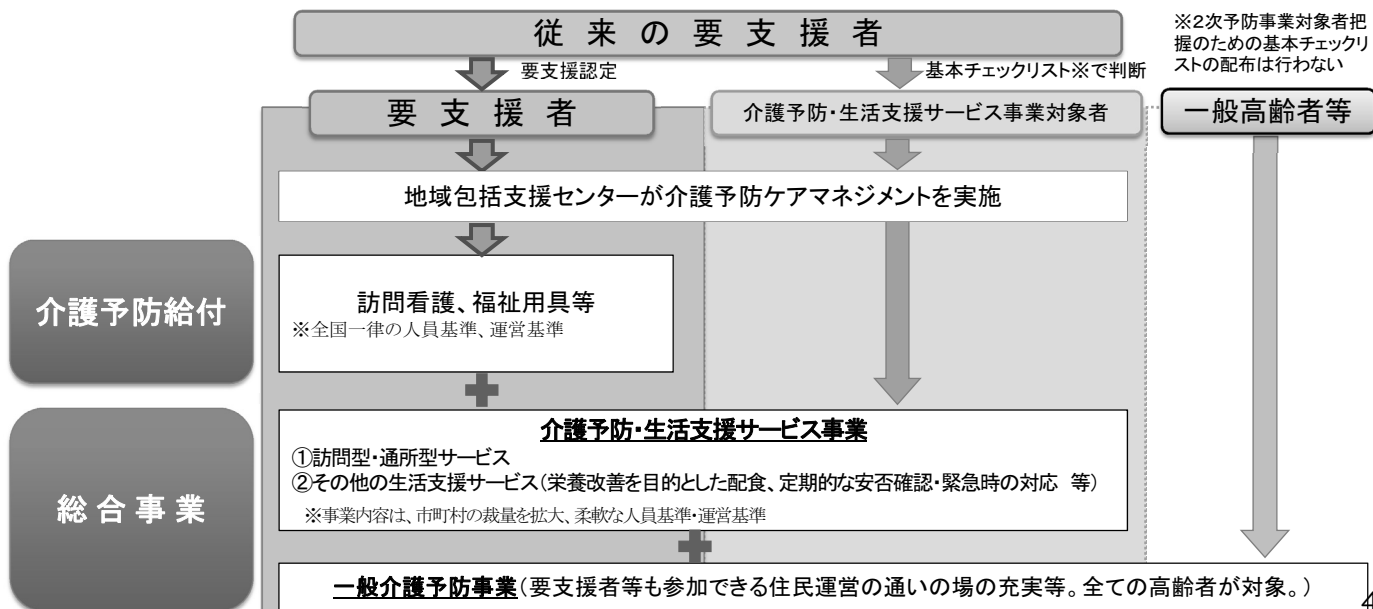 従来の要支援者
※２次予防事業対象者把
握のための基本チェックリ
ストの配布は行わない
要支援認定
基本チェックリスト※で判断
要支援者
介護予防・生活支援サービス事業対象者
一般高齢者等
地域包括支援センターが介護予防ケアマネジメントを実施
介護予防給付
訪問看護、福祉用具等
※全国一律の人員基準、運営基準
総合事業
介護予防・生活支援サービス事業
①訪問型・通所型サービス
②その他の生活支援サービス（栄養改善を目的とした配食、定期的な安否確認・緊急時の対応　等）
※事業内容は、市町村の裁量を拡大、柔軟な人員基準・運営基準
一般介護予防事業（要支援者等も参加できる住民運営の通いの場の充実等。全ての高齢者が対象。）
4